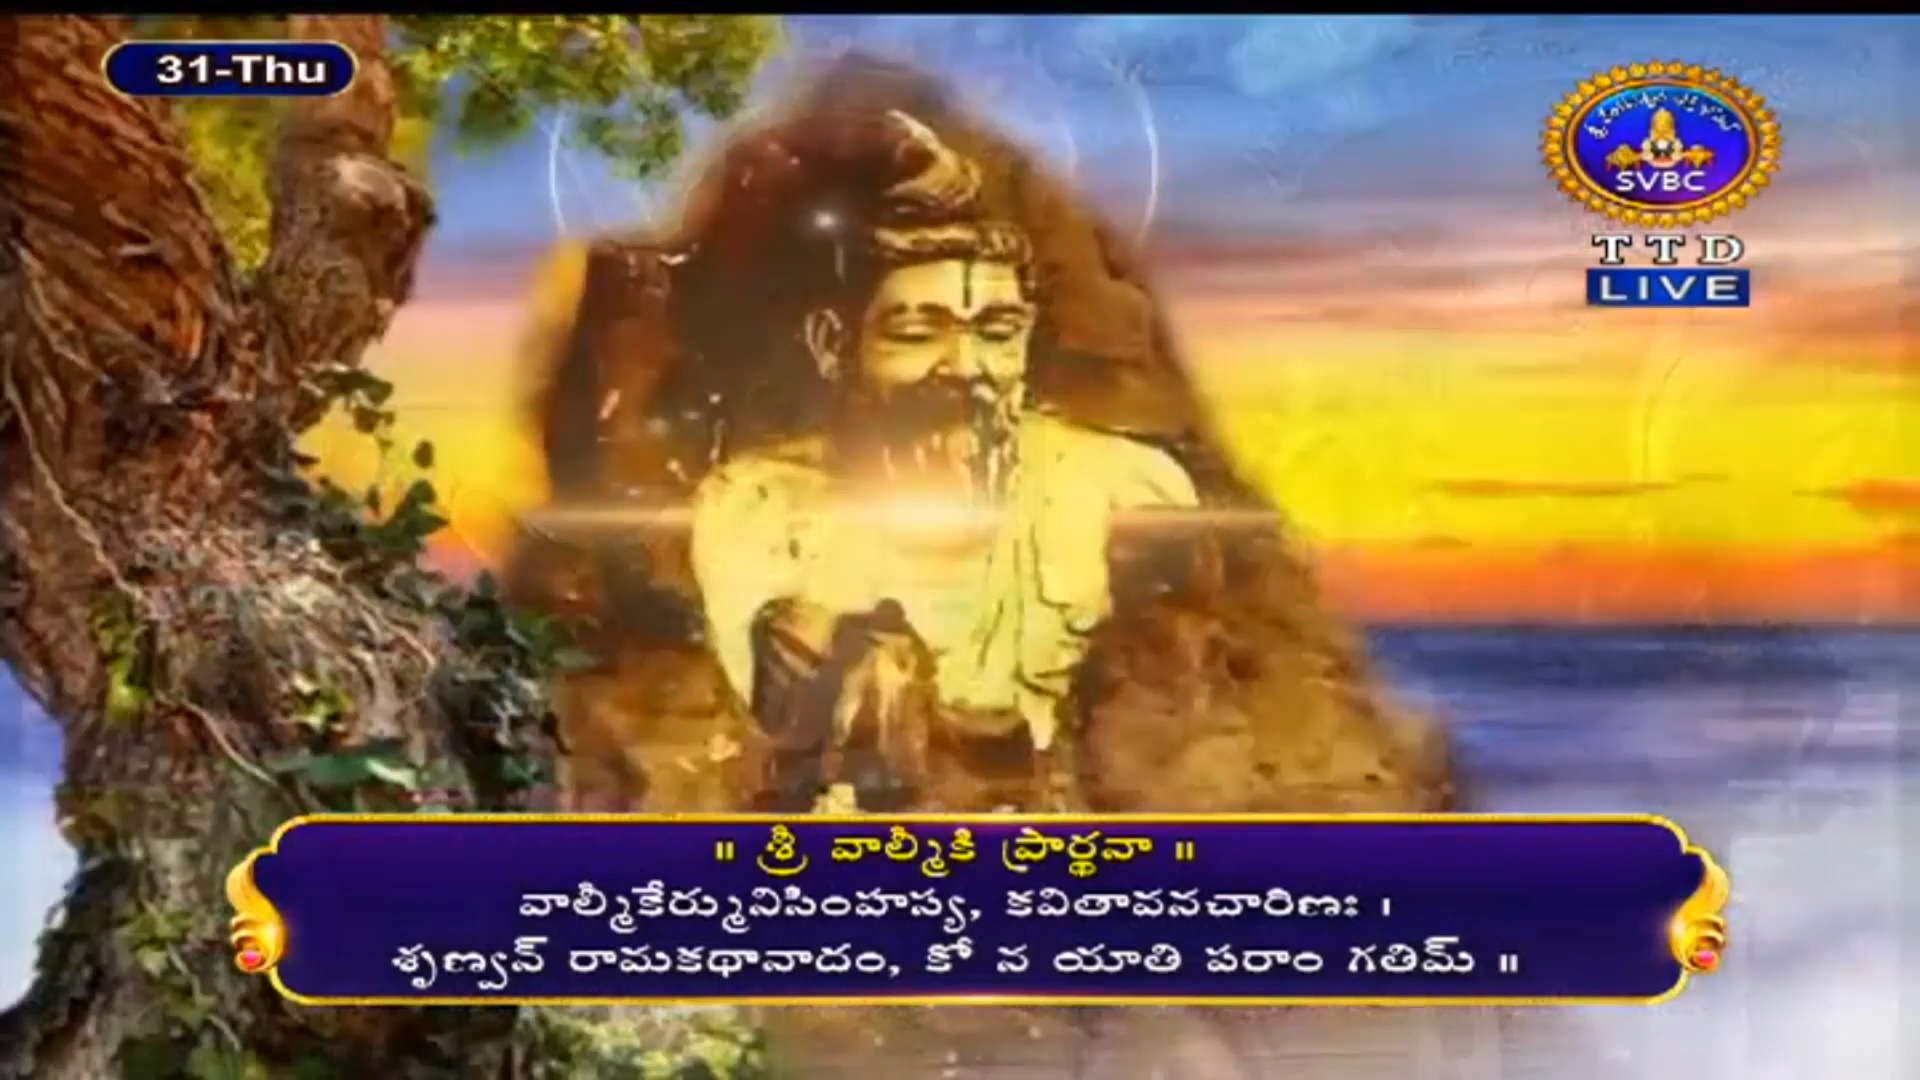 31-Thu
SVBC
TTD
LIVE
॥ శ్రీ వాల్మీకి ప్రార్థనా ॥
వాల్మీకేర్మునిసింహస్య, కవితావనచారిణః ।
శృణ్వన్ రామకథానాదం, కో న యాతి పరాం గతిమ్ ॥